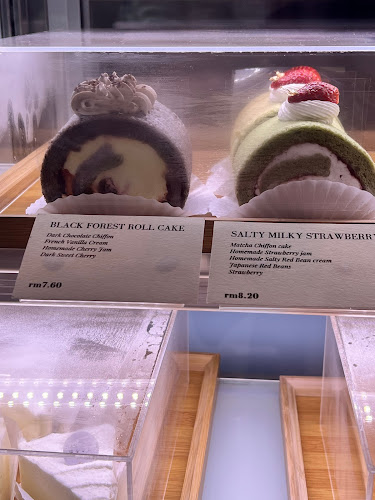 BLACK FOREST ROLL CAKE
Dark Chocolate Chiffon
French Vanilla Cream
Homemade Cherry Jam
Dark Sweet Cherry
rm7.60
SALTY MILKY STRAWBERRY
Matcha Chiffon cake
Homemade Strawberry jam
Homemade Salty Red Bean cream
Japanese Red Beans
Strawberry
rm8.20